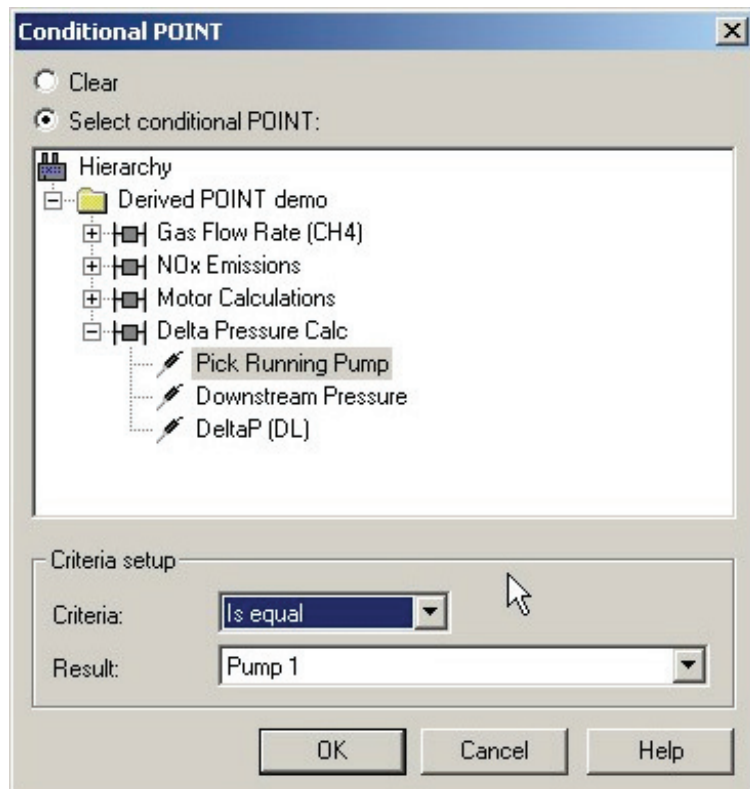 Conditional POINT
Clear
Select conditional POINT:
Hierarchy
Derived POINT demo
Gas Flow Rate (CH4)
NOx Emissions
Motor Calculations
Delta Pressure Calc
Pick Running Pump
Downstream Pressure
DeltaP (DL)
Criteria setup
Criteria: Is equal
Result: Pump 1
OK Cancel Help